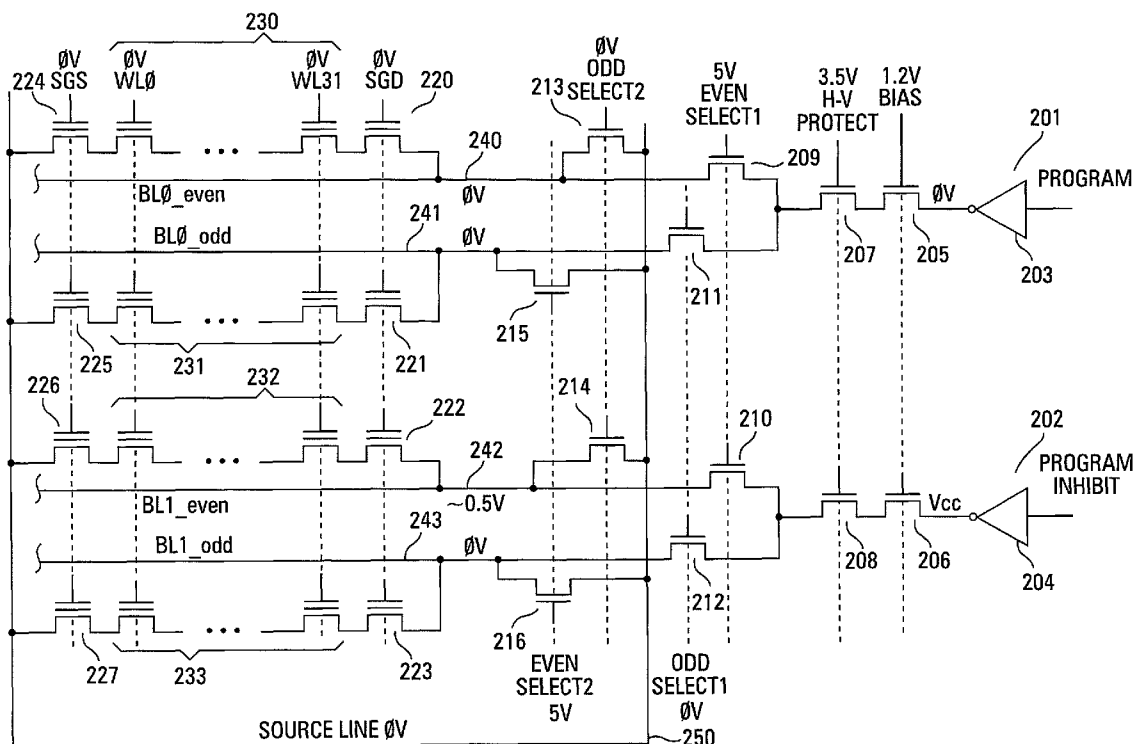 230
ØV
SGS
ØV
WLØ
ØV
WL31
ØV
SGD
ØV
ODD
SELECT2
5V
EVEN
SELECT1
3.5V
H-V
PROTECT
1.2V
BIAS
224
220
213
201
PROGRAM
240
209
BLØ_even
ØV
ØV
241
BLØ_odd
ØV
207
205
203
211
215
225
231
221
226
232
222
214
210
202
PROGRAM
INHIBIT
242
BL1_even
~0.5V
Vcc
243
BL1_odd
ØV
208
206
204
212
216
227
233
223
EVEN
SELECT2
5V
ODD
SELECT1
ØV
SOURCE LINE ØV
250